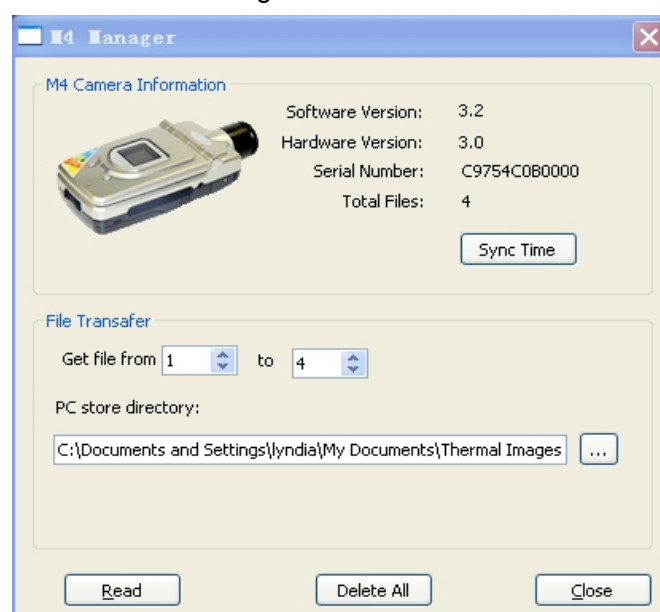 M4 Manager
M4 Camera Information
Software Version: 3.2
Hardware Version: 3.0
Serial Number: C9754C0B0000
Total Files: 4
Sync Time
File Transafer
Get file from 1 to 4
PC store directory:
C:\Documents and Settings\lyndia\My Documents\Thermal Images ...
Read Delete All Close